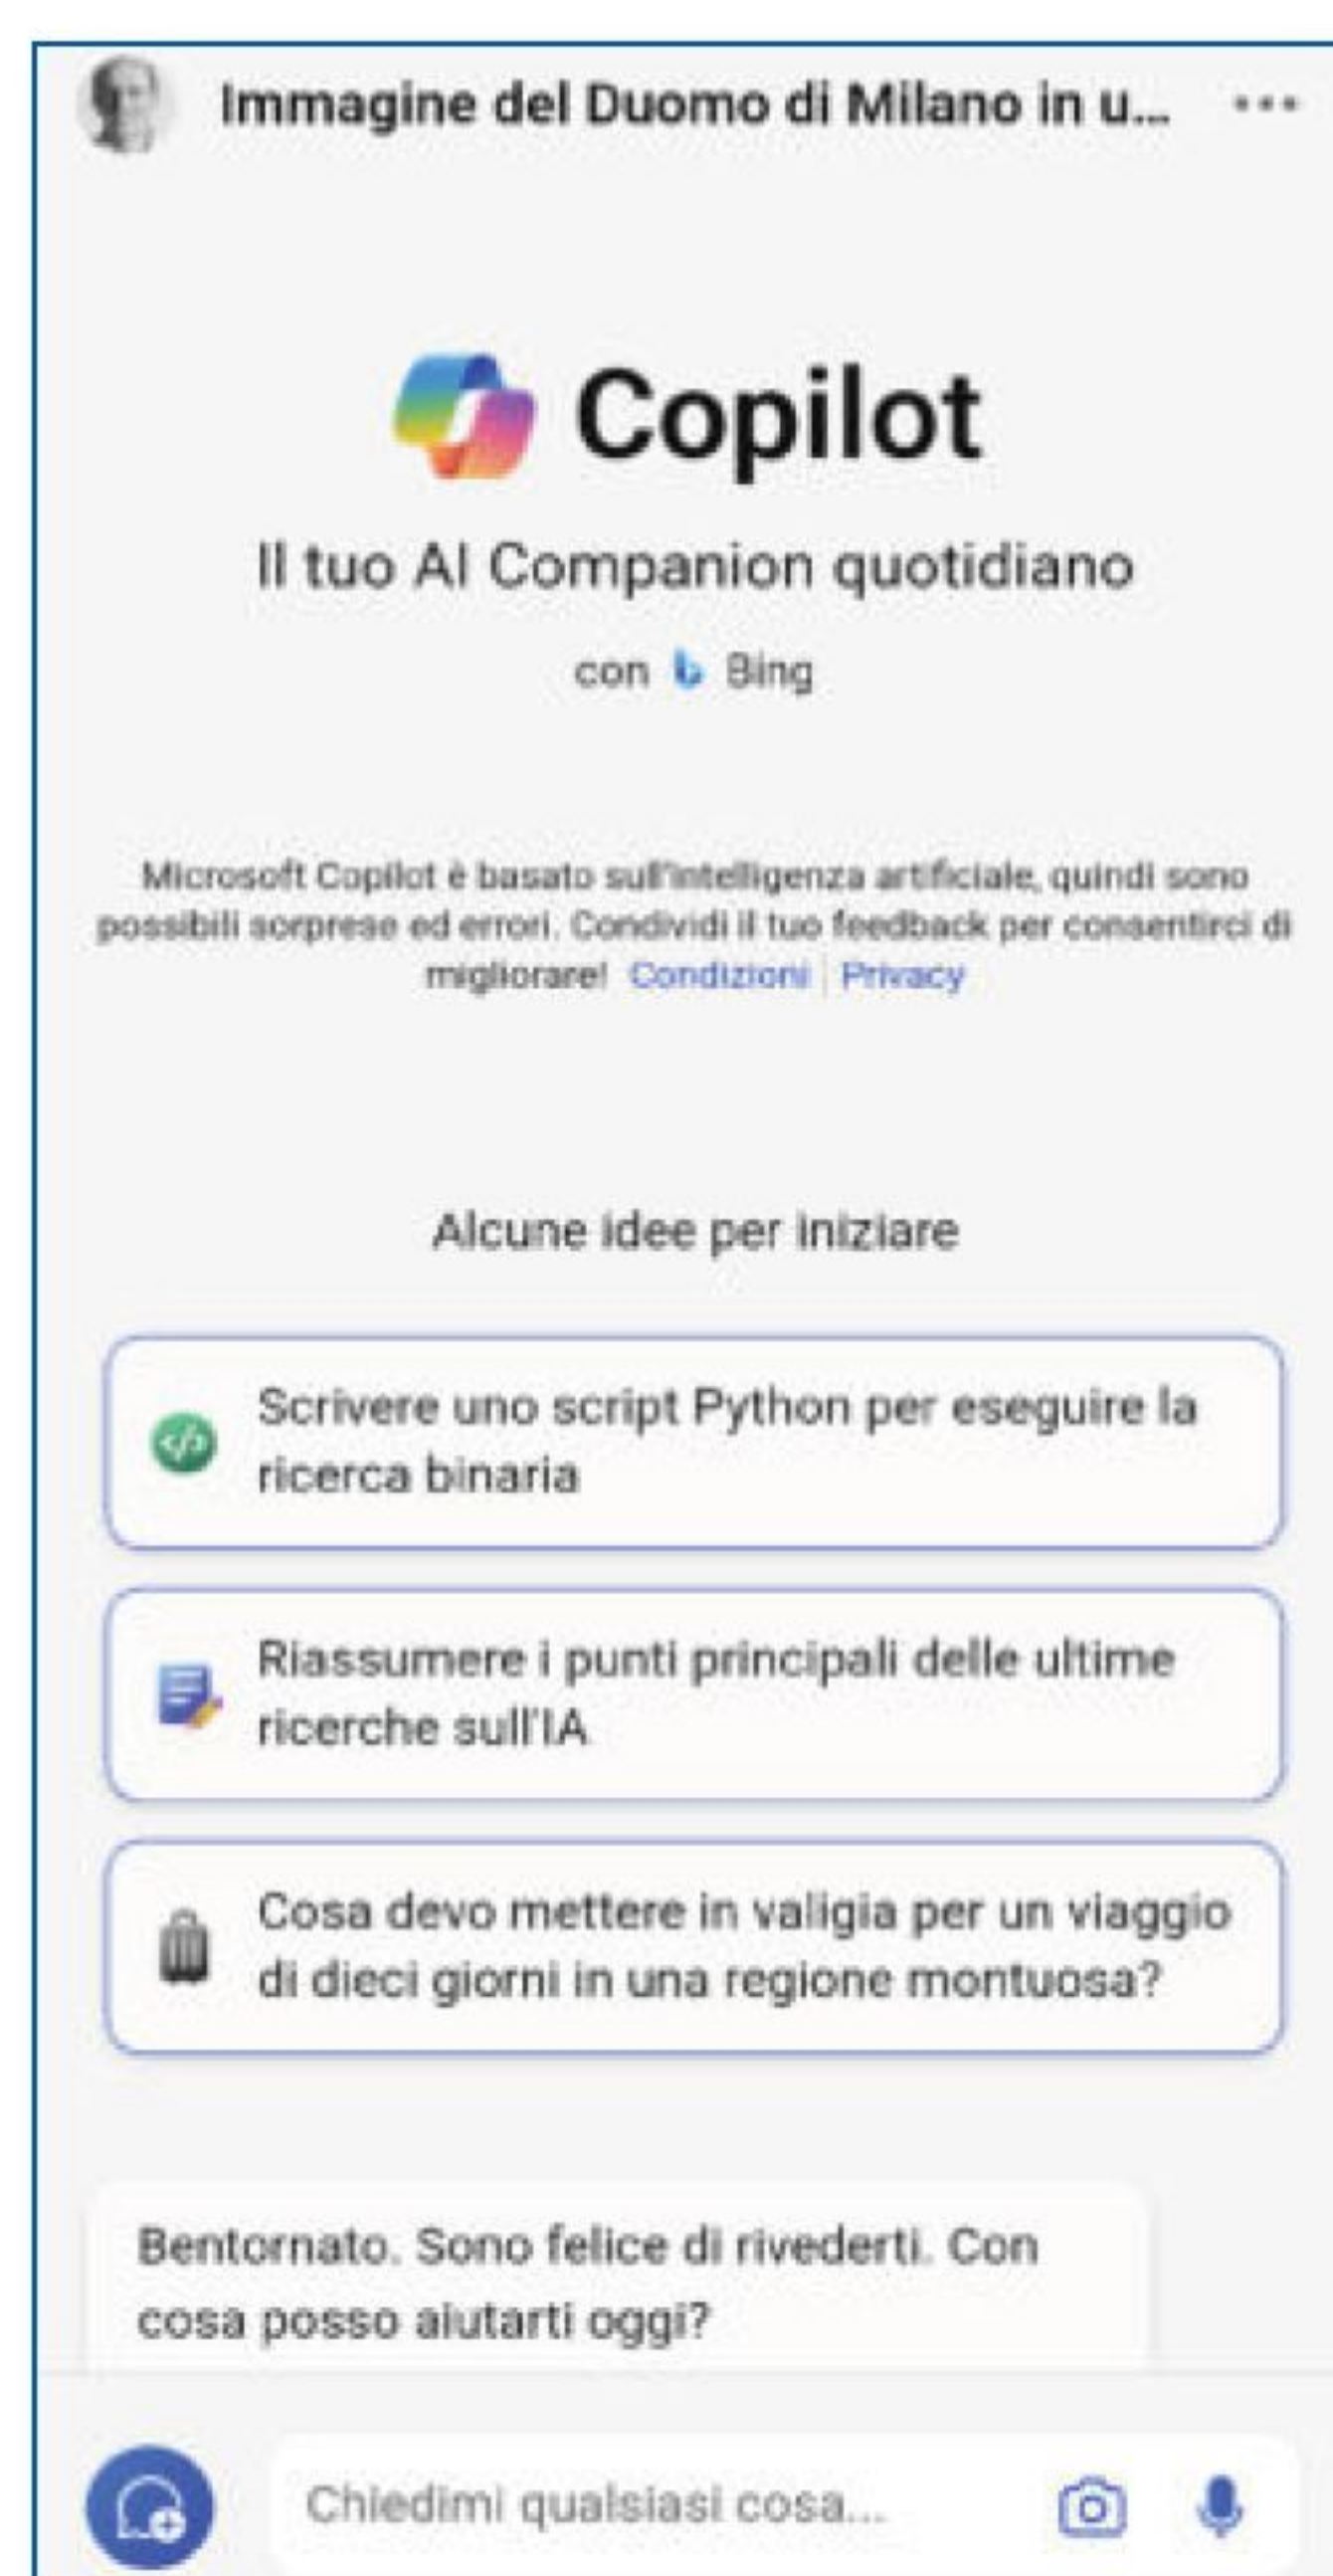 Immagine del Duomo di Milano in u...
Copilot
Il tuo AI Companion quotidiano
con Bing
Microsoft Copilot è basato sull'intelligenza artificiale, quindi sono
possibili sorprese ed errori. Condividi il tuo feedback per consentirci di
migliorare! Condizioni | Privacy
Alcune idee per iniziare
Scrivere uno script Python per eseguire la
ricerca binaria
Riassumere i punti principali delle ultime
ricerche sull'IA
Cosa devo mettere in valigia per un viaggio
di dieci giorni in una regione montuosa?
Bentornato. Sono felice di rivederti. Con
cosa posso aiutarti oggi?
Chiedimi qualsiasi cosa...